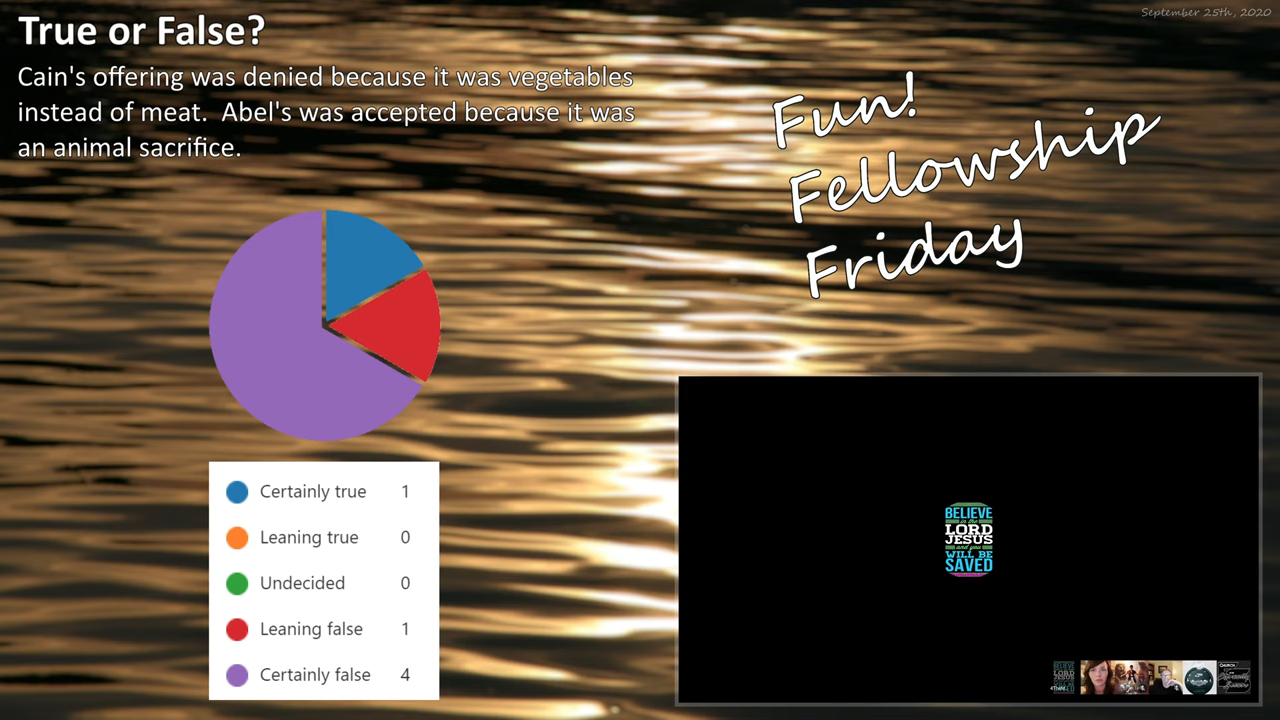 September 25th, 2020
True or False?
Cain's offering was denied because it was vegetables
instead of meat.  Abel's was accepted because it was
an animal sacrifice.
Fun!
Fellowship
Friday
Certainly true 1
Leaning true 0
Undecided 0
Leaning false 1
Certainly false 4
BELIEVE
in the
LORD
JESUS
and you
WILL BE
SAVED